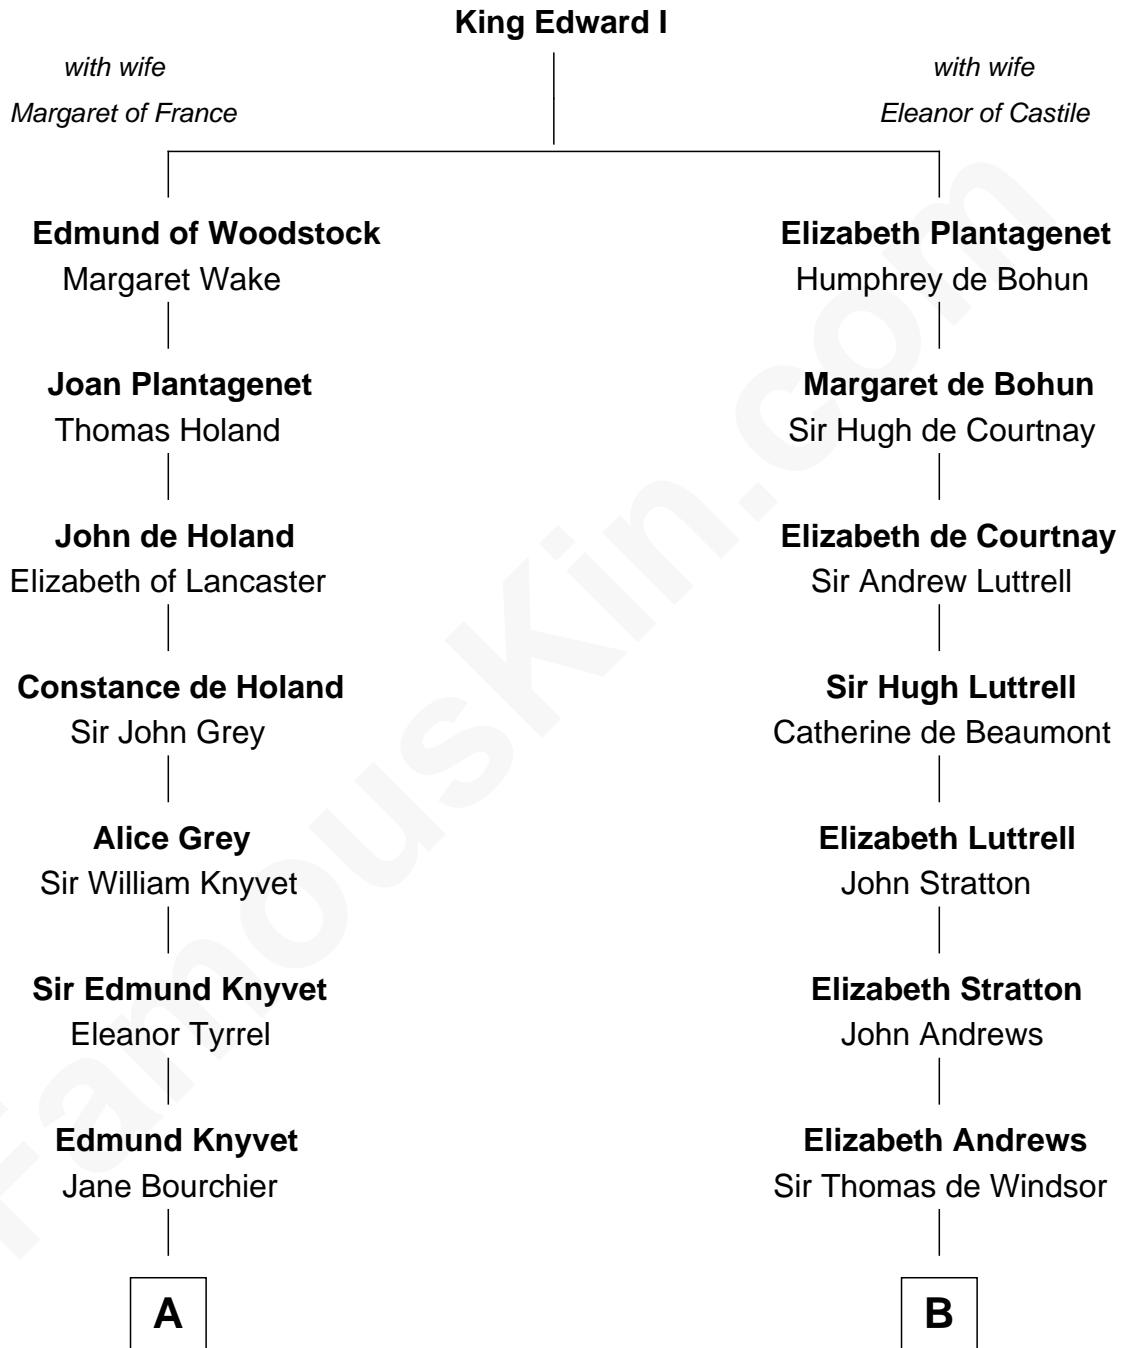 King Edward I
with wife
Margaret of France
with wife
Eleanor of Castile
Edmund of Woodstock
Margaret Wake
Elizabeth Plantagenet
Humphrey de Bohun
Joan Plantagenet
Thomas Holand
Margaret de Bohun
Sir Hugh de Courtnay
John de Holand
Elizabeth of Lancaster
Elizabeth de Courtnay
Sir Andrew Luttrell
Constance de Holand
Sir John Grey
Sir Hugh Luttrell
Catherine de Beaumont
Alice Grey
Sir William Knyvet
Elizabeth Luttrell
John Stratton
Sir Edmund Knyvet
Eleanor Tyrrel
Elizabeth Stratton
John Andrews
Edmund Knyvet
Jane Bourchier
Elizabeth Andrews
Sir Thomas de Windsor
A
B
FamousKin.com